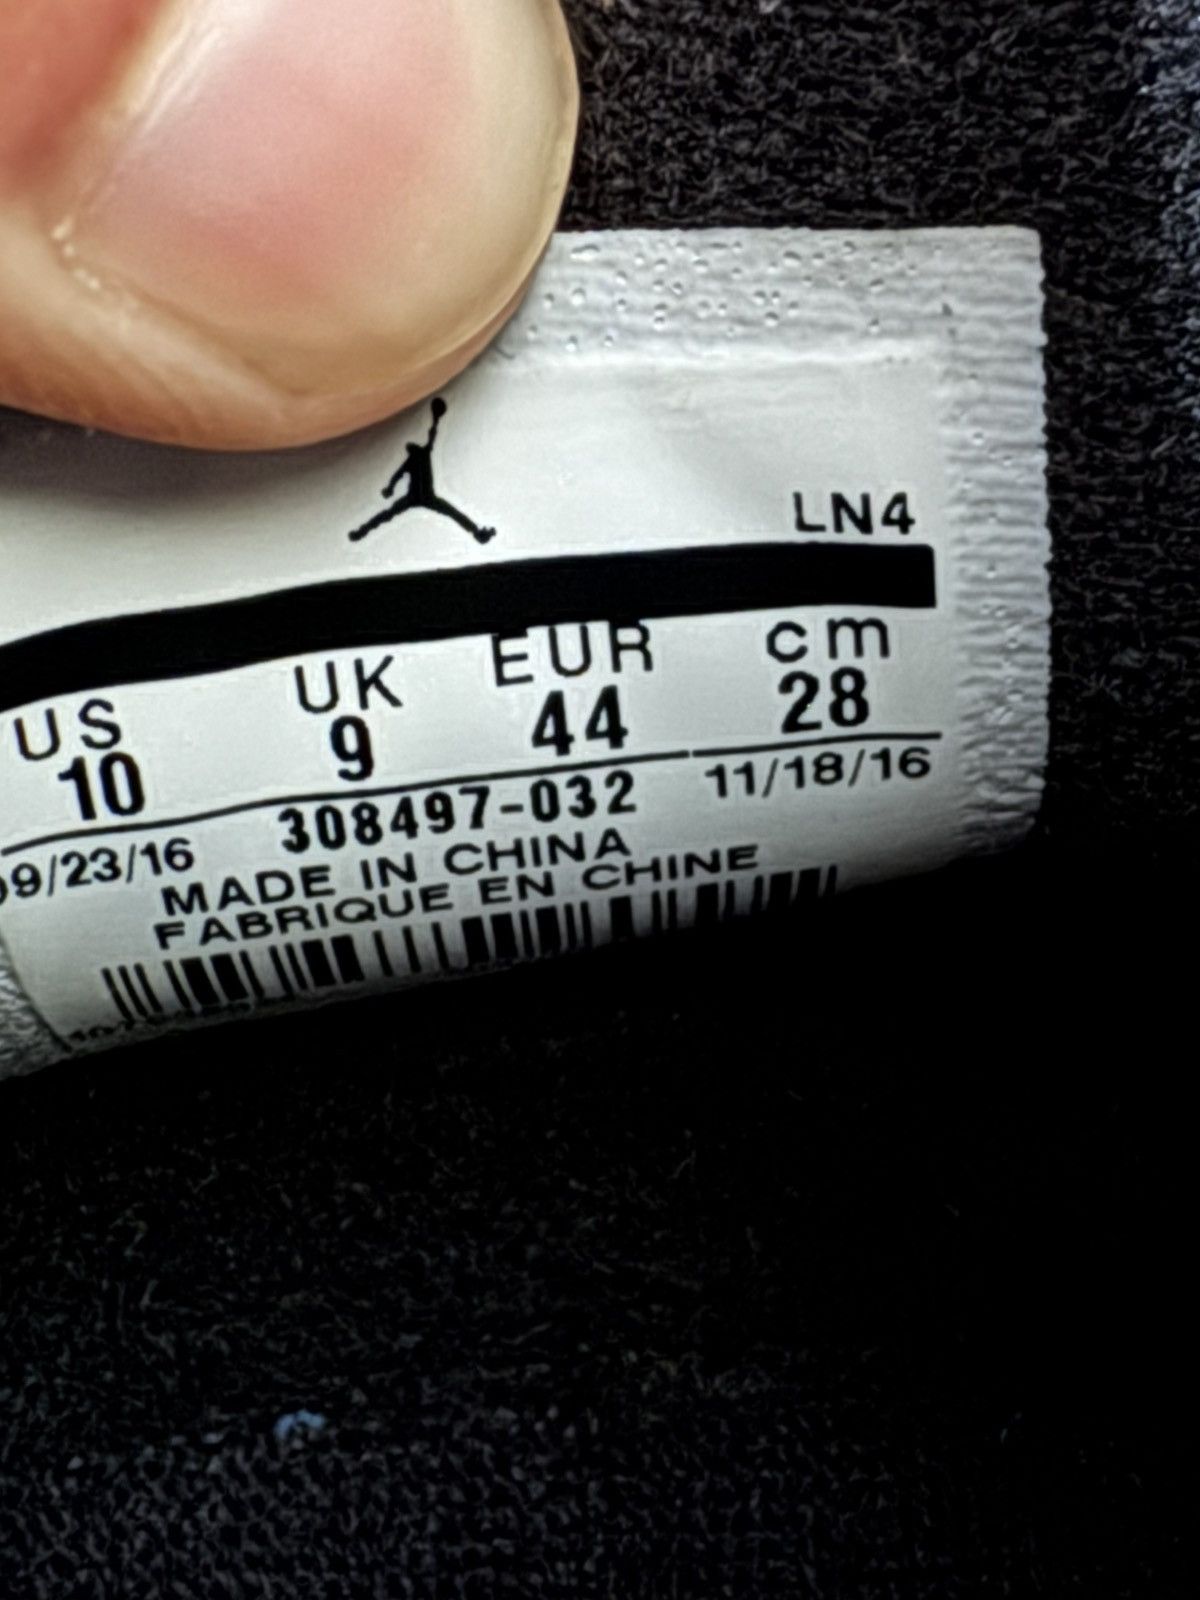 LN4
US UK EUR cm
10 9 44 28
09/23/16 308497-032 11/18/16
MADE IN CHINA
FABRIQUE EN CHINE